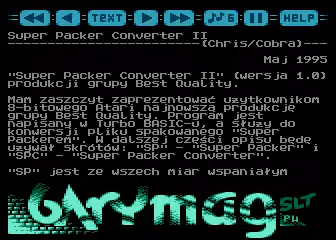 TEXT 6 HELP
Super Packer Converter II
(Chris/Cobra)
Maj 1995
"Super Packer Converter II" (wersja 1.0)
produkcji grupy Best Quality.
Mam zaszczyt zaprezentować użytkownikom
8-bitowego Atari najnowszą produkcję
grupy Best Quality. Program jest
napisany w Turbo BASIC-u, a służy do
konwersji pliku spakowanego "Super
Packerem". W dalszej części opisu będę
używał skrótów: "SP" - "Super Packer" i
"SPC" - "Super Packer Converter".
"SP" jest ze wszech miar wspaniałym
Barymag
SLT
PW